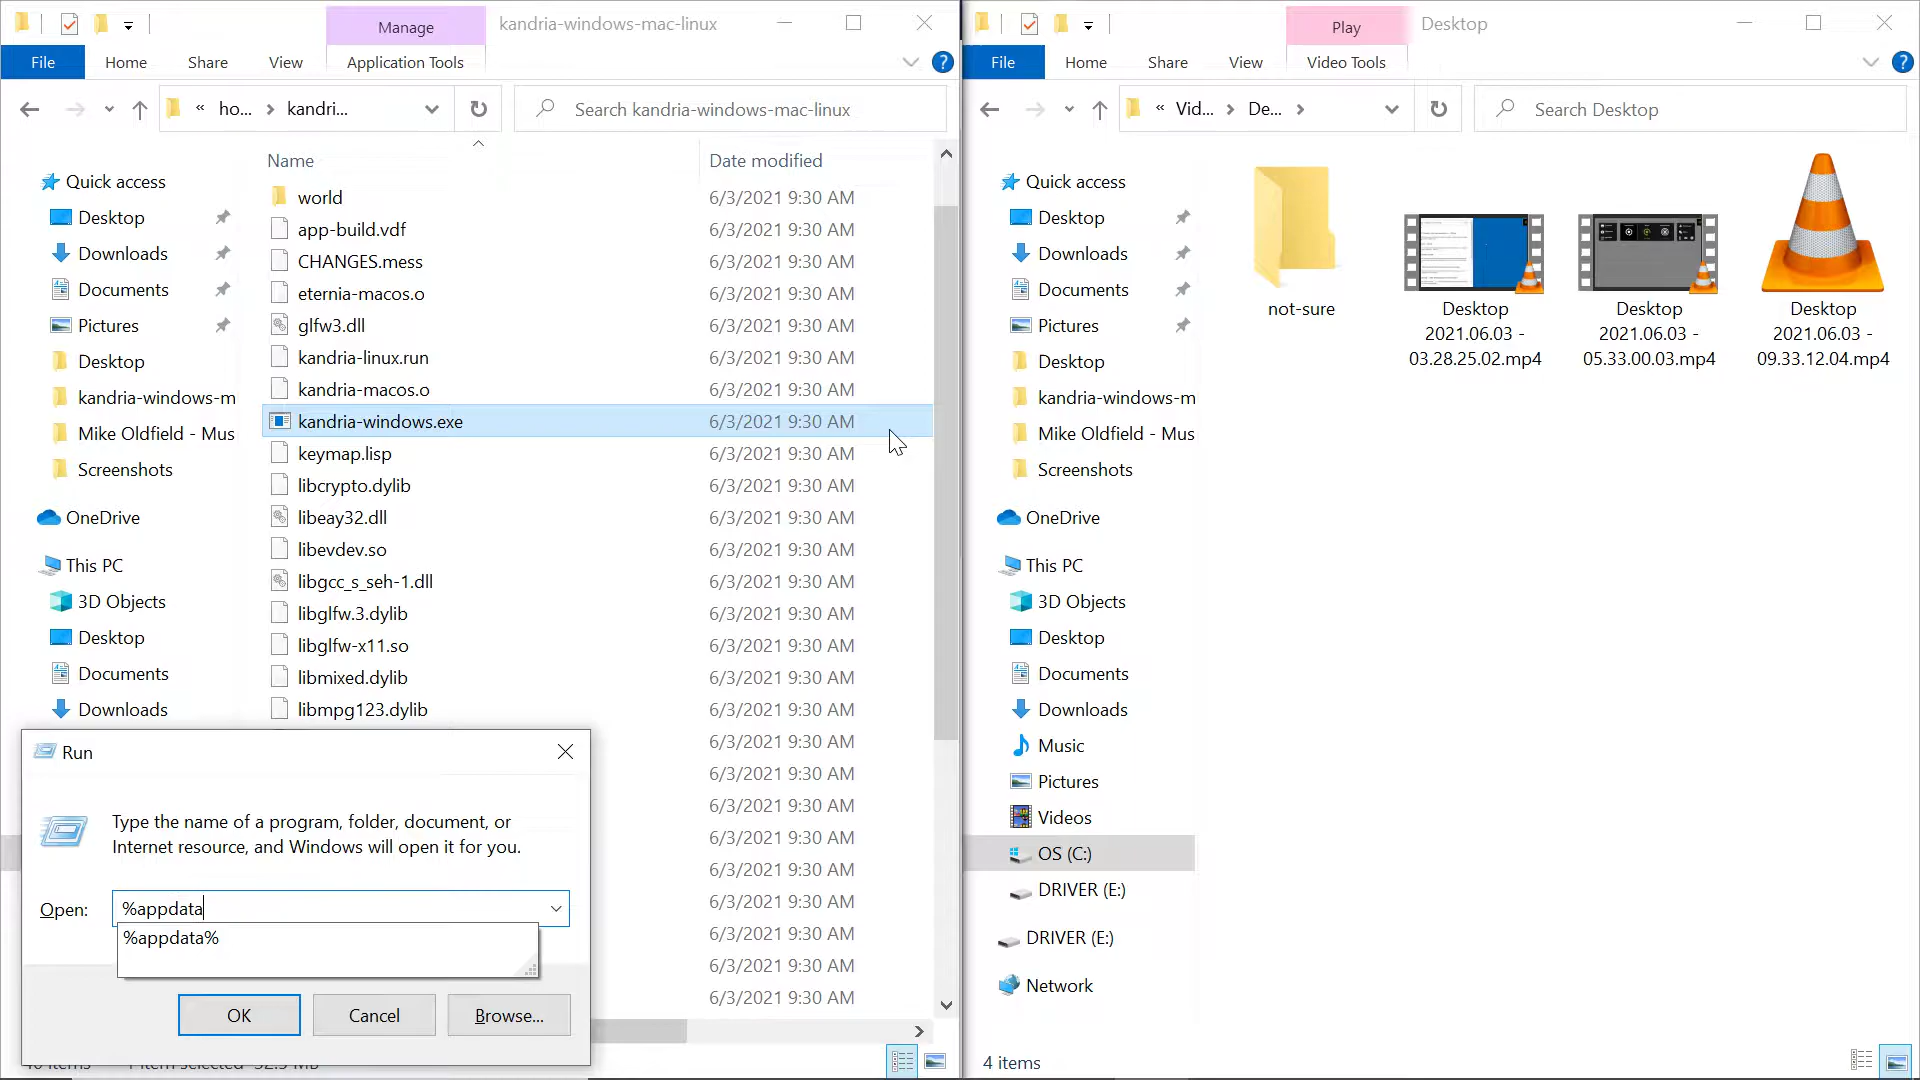 Manage
kandria-windows-mac-linux
File
Home
Share
View
Application Tools
« ho... > kandri...
Search kandria-windows-mac-linux
Name
Date modified
Quick access
Desktop
Downloads
Documents
Pictures
Desktop
kandria-windows-m
Mike Oldfield - Mus
Screenshots
OneDrive
This PC
3D Objects
Desktop
Documents
Downloads
world 6/3/2021 9:30 AM
app-build.vdf 6/3/2021 9:30 AM
CHANGES.mess 6/3/2021 9:30 AM
eternia-macos.o 6/3/2021 9:30 AM
glfw3.dll 6/3/2021 9:30 AM
kandria-linux.run 6/3/2021 9:30 AM
kandria-macos.o 6/3/2021 9:30 AM
kandria-windows.exe 6/3/2021 9:30 AM
keymap.lisp 6/3/2021 9:30 AM
libcrypto.dylib 6/3/2021 9:30 AM
libeay32.dll 6/3/2021 9:30 AM
libevdev.so 6/3/2021 9:30 AM
libgcc_s_seh-1.dll 6/3/2021 9:30 AM
libglfw.3.dylib 6/3/2021 9:30 AM
libglfw-x11.so 6/3/2021 9:30 AM
libmixed.dylib 6/3/2021 9:30 AM
libmpg123.dylib 6/3/2021 9:30 AM
6/3/2021 9:30 AM
6/3/2021 9:30 AM
6/3/2021 9:30 AM
6/3/2021 9:30 AM
6/3/2021 9:30 AM
6/3/2021 9:30 AM
6/3/2021 9:30 AM
6/3/2021 9:30 AM
6/3/2021 9:30 AM
Run
Type the name of a program, folder, document, or
Internet resource, and Windows will open it for you.
Open: %appdata
%appdata%
OK
Cancel
Browse...
Play
Desktop
File
Home
Share
View
Video Tools
« Vid... > De... >
Search Desktop
Quick access
Desktop
Downloads
Documents
Pictures
Desktop
kandria-windows-m
Mike Oldfield - Mus
Screenshots
OneDrive
This PC
3D Objects
Desktop
Documents
Downloads
Music
Pictures
Videos
OS (C:)
DRIVER (E:)
DRIVER (E:)
Network
not-sure
Desktop
2021.06.03 -
03.28.25.02.mp4
Desktop
2021.06.03 -
05.33.00.03.mp4
Desktop
2021.06.03 -
09.33.12.04.mp4
4 items